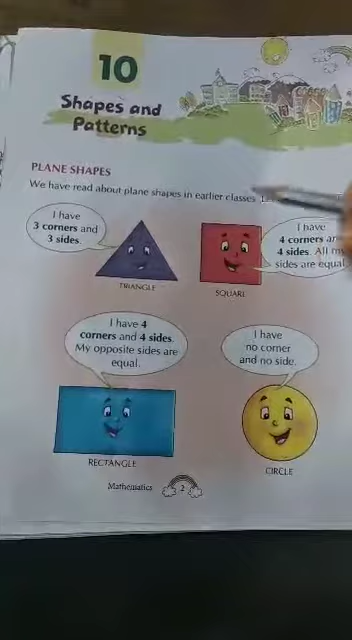 10
Shapes and
Patterns
PLANE SHAPES
We have read about plane shapes in earlier classes
I have
3 corners and
3 sides.
TRIANGLE
I have
4 corners
4 sides. All my
sides are equal
SQUARE
I have 4
corners and 4 sides.
My opposite sides are
equal.
RECTANGLE
I have
no corner
and no side.
CIRCLE
Mathematics 2